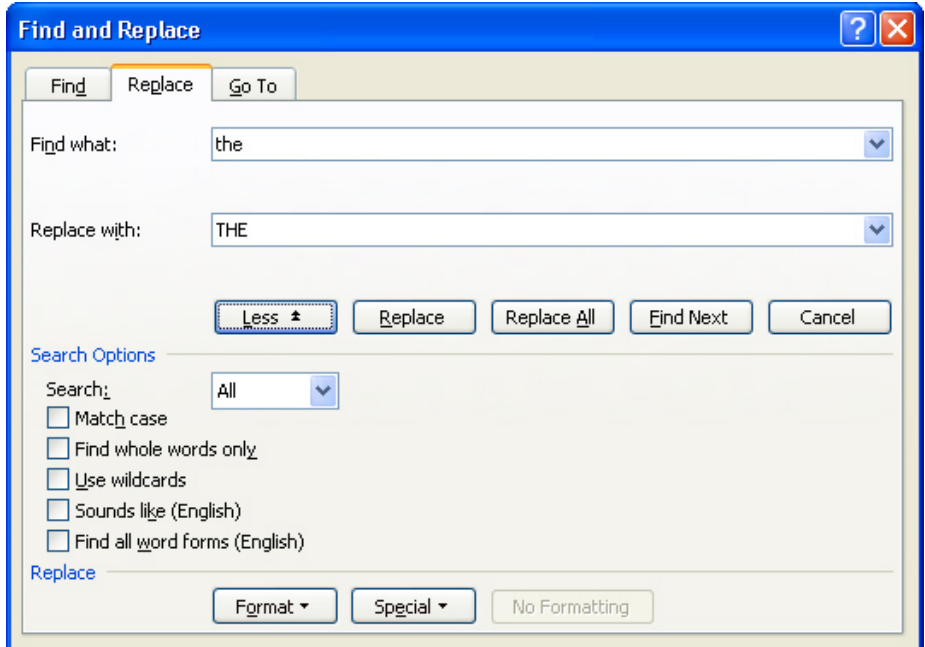 Find and Replace
Find Replace Go To
Find what: the
Replace with: THE
Less Replace Replace All Find Next Cancel
Search Options
Search: All
Match case
Find whole words only
Use wildcards
Sounds like (English)
Find all word forms (English)
Replace
Format Special No Formatting